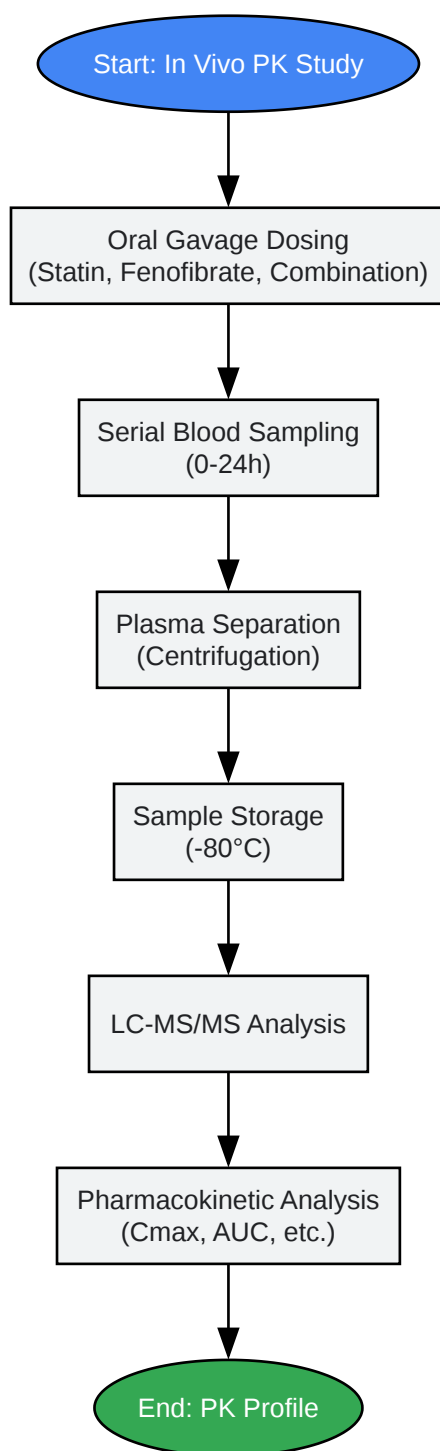 Start: In Vivo PK Study
Oral Gavage Dosing
(Statin, Fenofibrate, Combination)
Serial Blood Sampling
(0-24h)
Plasma Separation
(Centrifugation)
Sample Storage
(-80°C)
LC-MS/MS Analysis
Pharmacokinetic Analysis
(Cmax, AUC, etc.)
End: PK Profile